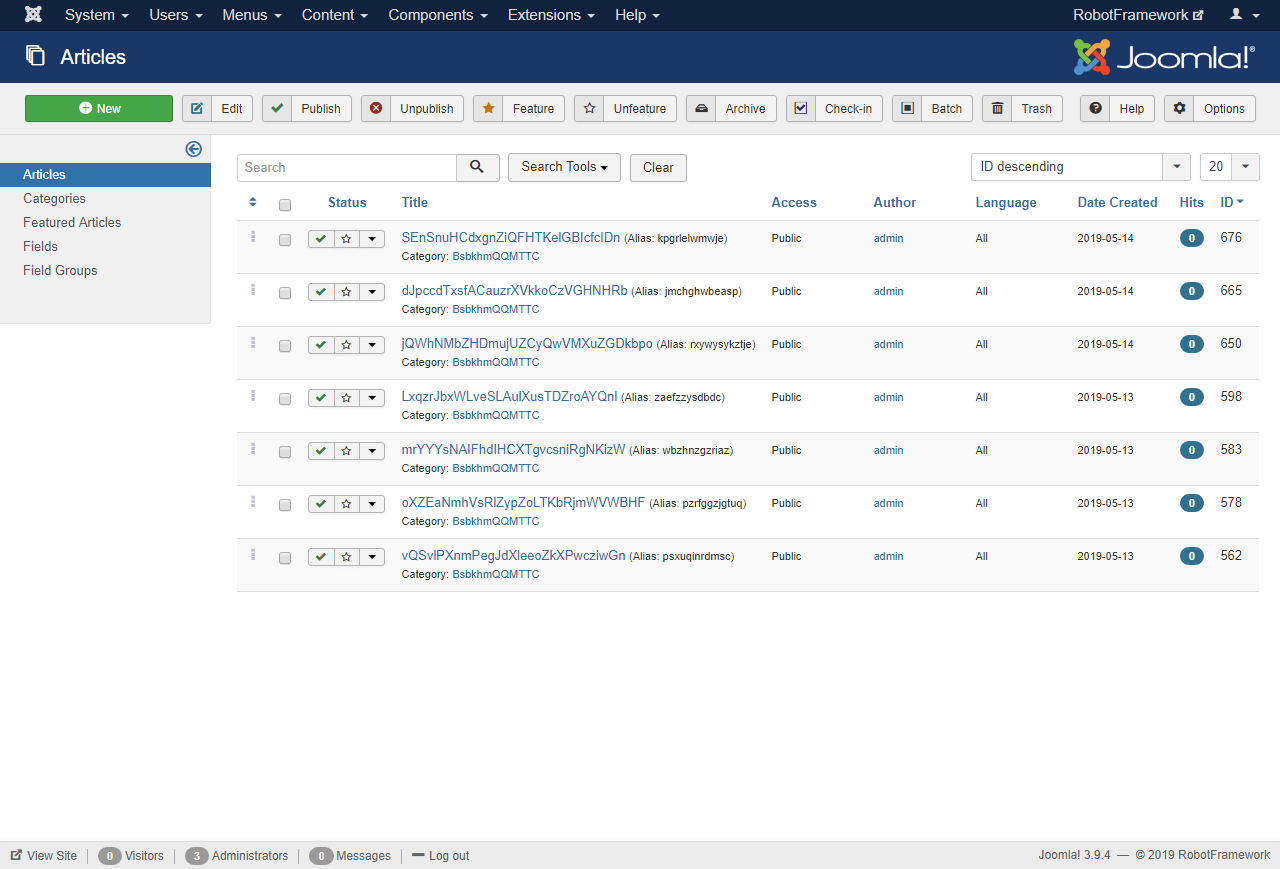 System Users Menus Content Components Extensions Help RobotFramework
Articles Joomla!®
New Edit Publish Unpublish Feature Unfeature Archive Check-in Batch Trash Help Options
Articles
Categories
Featured Articles
Fields
Field Groups
Search Search Tools Clear ID descending 20
Status Title Access Author Language Date Created Hits ID
SEnSnuHCdxgnZiQFHTKelGBIcfcIDn (Alias: kpgrlelwmwje) Public admin All 2019-05-14 0 676
Category: BsbkhmQQMTTC
dJpccdTxsfACauzrXVkkoCzVGHNHRb (Alias: jmchghwbeasp) Public admin All 2019-05-14 0 665
Category: BsbkhmQQMTTC
jQWhNMbZHDmujUZCyQwVMXuZGDkbpo (Alias: rxywysykztje) Public admin All 2019-05-14 0 650
Category: BsbkhmQQMTTC
LxqzrJbxWLveSLAulXusTDZroAYQnI (Alias: zaefzzysdbdc) Public admin All 2019-05-13 0 598
Category: BsbkhmQQMTTC
mrYYYsNAIFhdlHCXTgvcsniRgNKizW (Alias: wbzhnzgzriaz) Public admin All 2019-05-13 0 583
Category: BsbkhmQQMTTC
oXZEaNmhVsRlZypZoLTKbRjmWVWBHF (Alias: pzrfggzjgtuq) Public admin All 2019-05-13 0 578
Category: BsbkhmQQMTTC
vQSvlPXnmPegJdXleeoZkXPwcziwGn (Alias: psxuqinrdmsc) Public admin All 2019-05-13 0 562
Category: BsbkhmQQMTTC
View Site 0 Visitors 3 Administrators 0 Messages Log out Joomla! 3.9.4 — © 2019 RobotFramework